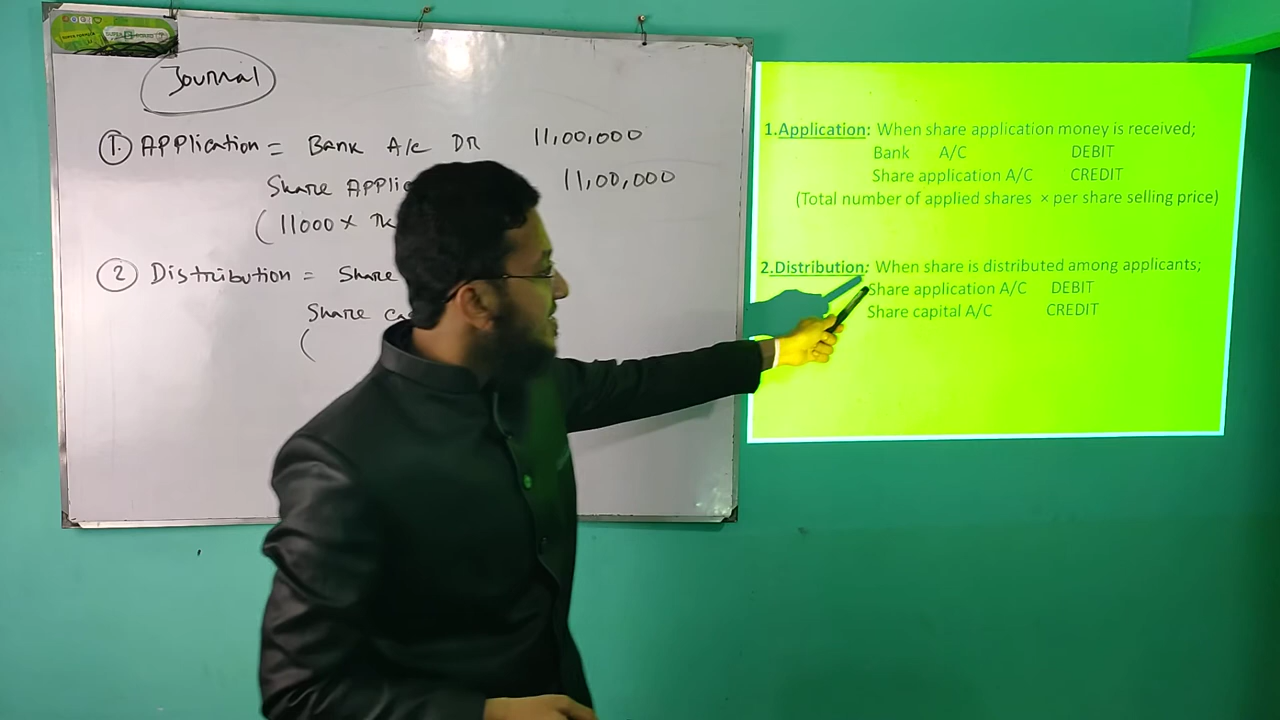 Journal
1. Application = Bank A/c DR 11,00,000
Share Applic 11,00,000
(11000 × TK
2 Distribution = Share
Share ca
(
1.Application: When share application money is received;
Bank A/C DEBIT
Share application A/C CREDIT
(Total number of applied shares × per share selling price)
2.Distribution: When share is distributed among applicants;
Share application A/C DEBIT
Share capital A/C CREDIT